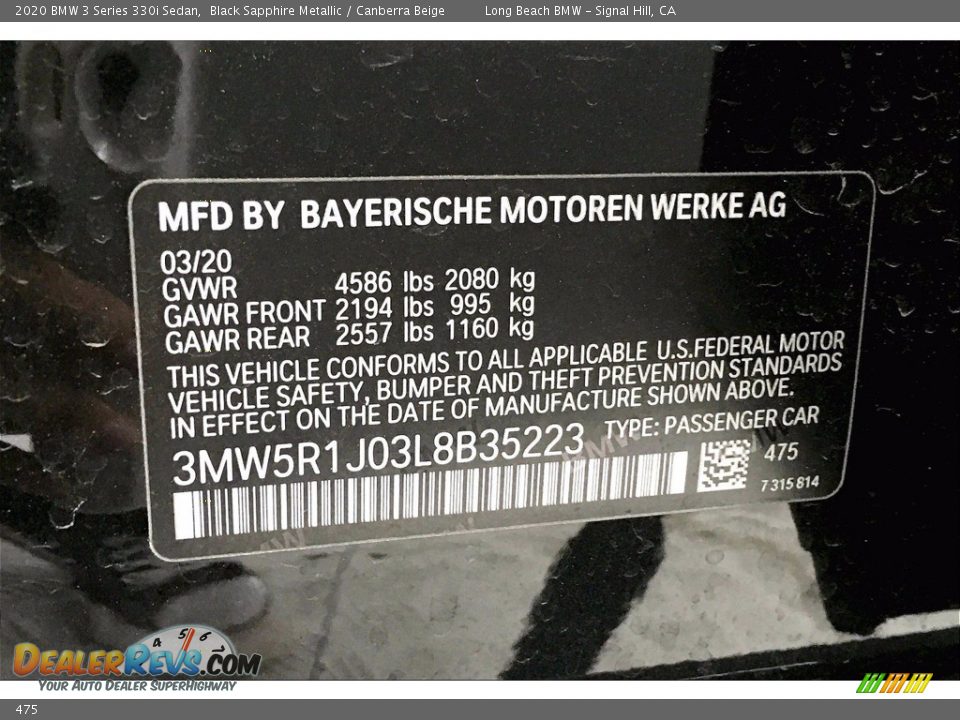 2020 BMW 3 Series 330i Sedan, Black Sapphire Metallic / Canberra Beige Long Beach BMW - Signal Hill, CA
MFD BY BAYERISCHE MOTOREN WERKE AG
03/20
GVWR 4586 lbs 2080 kg
GAWR FRONT 2194 lbs 995 kg
GAWR REAR 2557 lbs 1160 kg
THIS VEHICLE CONFORMS TO ALL APPLICABLE U.S.FEDERAL MOTOR
VEHICLE SAFETY, BUMPER AND THEFT PREVENTION STANDARDS
IN EFFECT ON THE DATE OF MANUFACTURE SHOWN ABOVE.
3MW5R1J03L8B35223 TYPE: PASSENGER CAR
475
7 315 814
4 5 6
DEALERREVS.COM
YOUR AUTO DEALER SUPERHIGHWAY
475